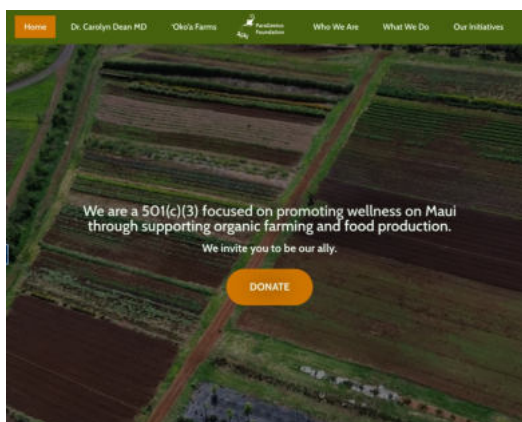 Home
Dr. Carolyn Dean MD
'Oko'a Farms
Foundation
Who We Are
What We Do
Our Initiatives
We are a 501(c)(3) focused on promoting wellness on Maui
through supporting organic farming and food production.
We invite you to be our ally.
DONATE